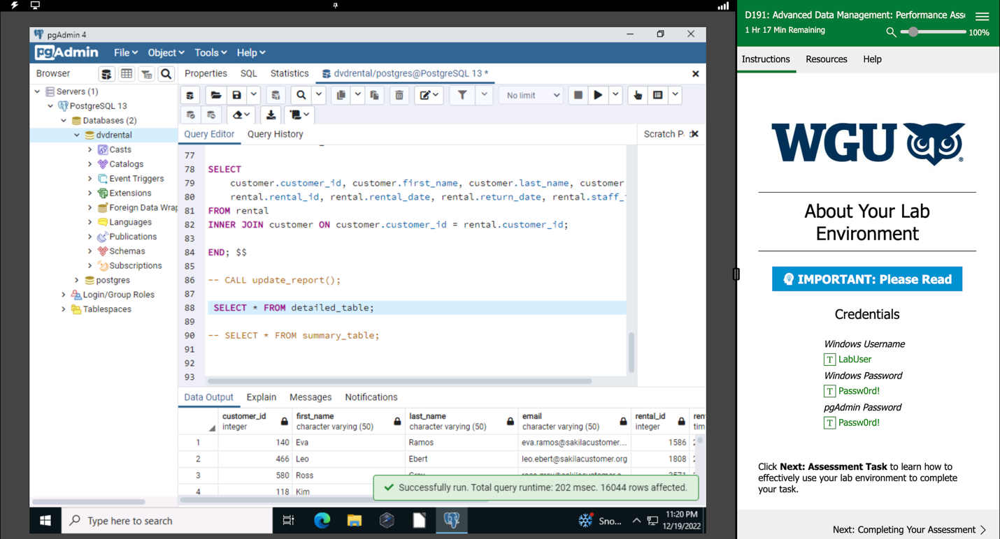 pgAdmin 4
pgAdmin File Object Tools Help
Browser
Properties SQL Statistics dvdrental/postgres@PostgreSQL 13 *
No limit
Query Editor Query History
Scratch P
Servers (1)
PostgreSQL 13
Databases (2)
dvdrental
Casts
Catalogs
Event Triggers
Extensions
Foreign Data Wrap
Languages
Publications
Schemas
Subscriptions
postgres
Login/Group Roles
Tablespaces
77
78 SELECT
79 customer.customer_id, customer.first_name, customer.last_name, customer
80 rental.rental_id, rental.rental_date, rental.return_date, rental.staff_
81 FROM rental
82 INNER JOIN customer ON customer.customer_id = rental.customer_id;
83
84 END; $$
85
86 -- CALL update_report();
87
88 SELECT * FROM detailed_table;
89
90 -- SELECT * FROM summary_table;
91
92
93
Data Output Explain Messages Notifications
customer_id first_name last_name email rental_id ren
integer character varying (50) character varying (50) character varying (50) integer tim
1 140 Eva Ramos eva.ramos@sakilacustomer.... 1586
2 466 Leo Ebert leo.ebert@sakilacustomer.org 1808
3 580 Ross
4 118 Kim
Successfully run. Total query runtime: 202 msec. 16044 rows affected.
Type here to search
Sno...
11:20 PM
12/19/2022
D191: Advanced Data Management: Performance Ass
1 Hr 17 Min Remaining
100%
Instructions Resources Help
WGU
®
About Your Lab
Environment
IMPORTANT: Please Read
Credentials
Windows Username
T LabUser
Windows Password
T Passw0rd!
pgAdmin Password
T Passw0rd!
Click Next: Assessment Task to learn how to
effectively use your lab environment to complete
your task.
Next: Completing Your Assessment